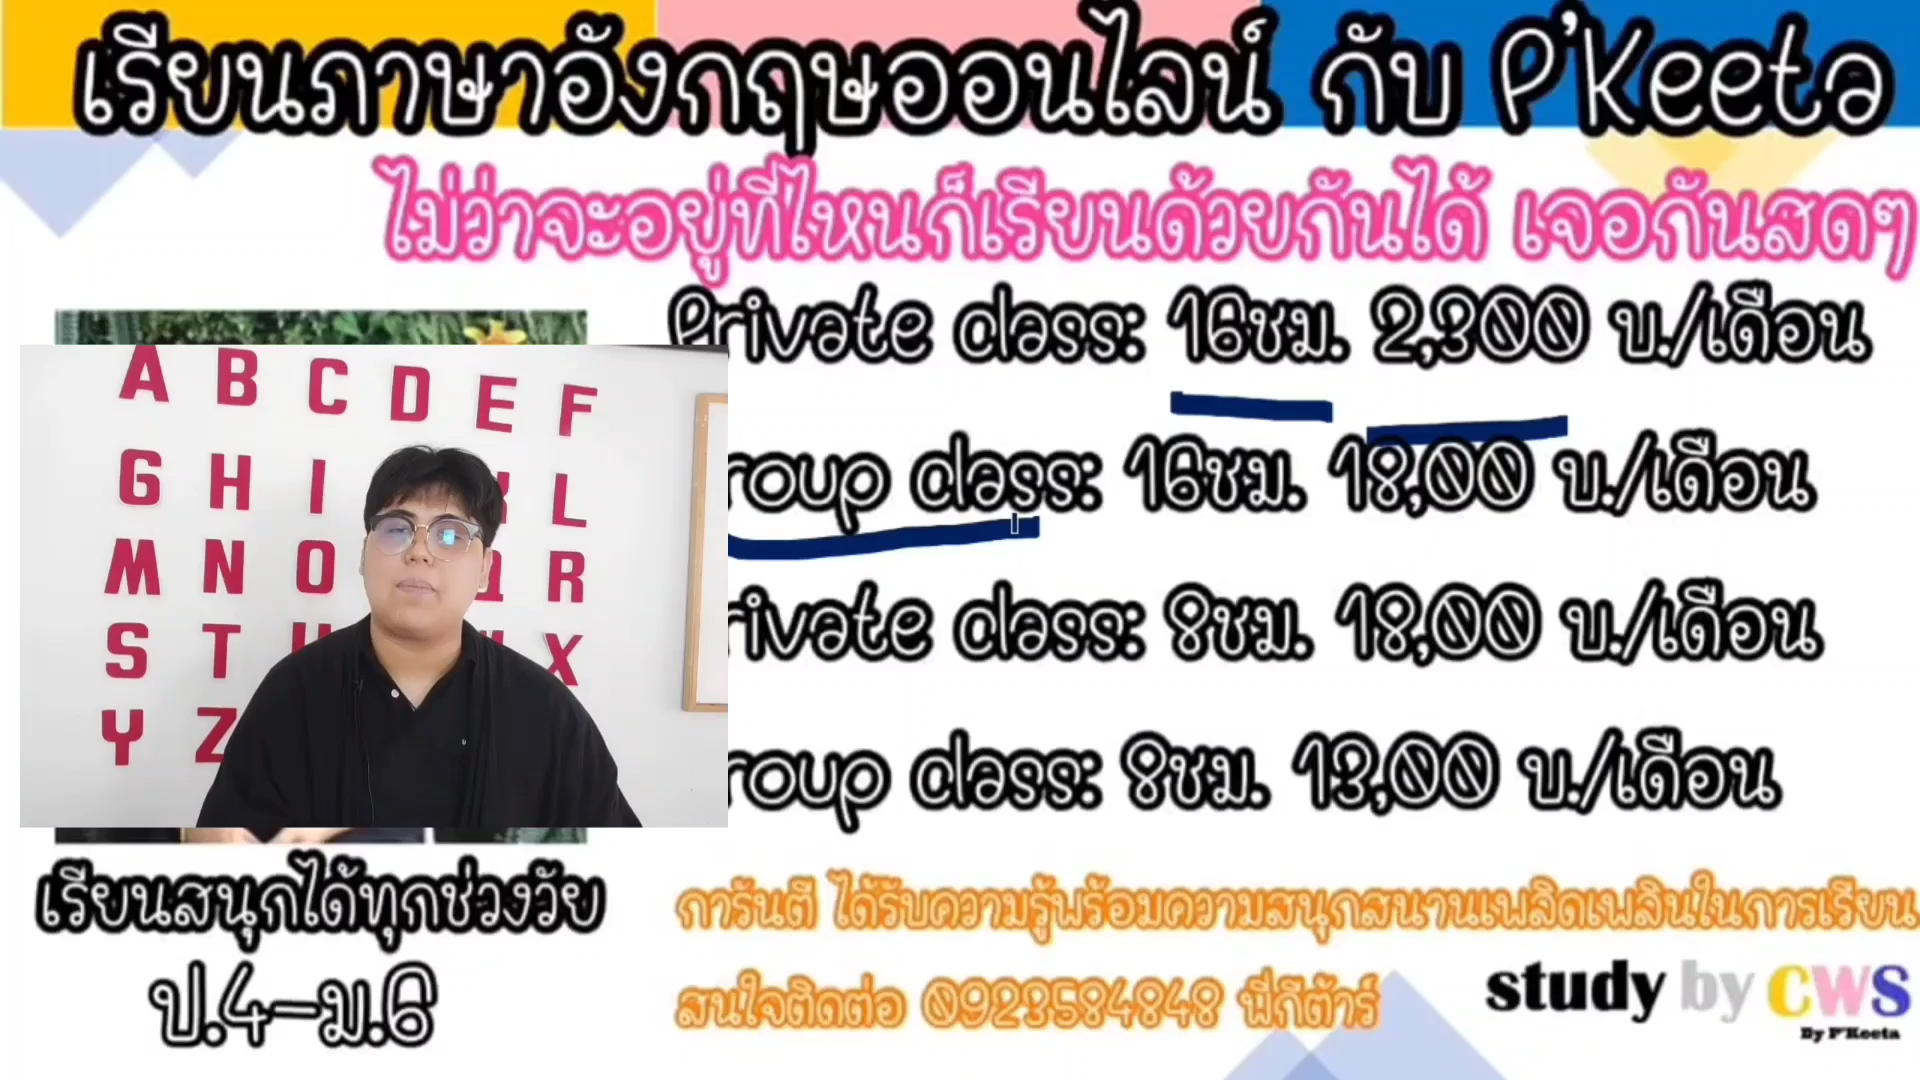 เรียนภาษาอังกฤษออนไลน์ กับ P'Keeta
ไม่ว่าจะอยู่ที่ไหนก็เรียนด้วยกันได้ เจอกันสดๆ
Private class: 16ชม. 2,300 บ./เดือน
roup class: 16ชม. 18,00 บ./เดือน
rivate class: 8ชม. 18,00 บ./เดือน
roup class: 8ชม. 13,00 บ./เดือน
A B C D E F
G H I L
M N O Q R
S T U X
Y Z
เรียนสนุกได้ทุกช่วงวัย
ป.4-ม.6
การันตี ได้รับความรู้พร้อมความสนุกสนานเพลิดเพลินในการเรียน
สนใจติดต่อ 0923584848 พี่กีต้าร์
study by CWS
By P'Keeta